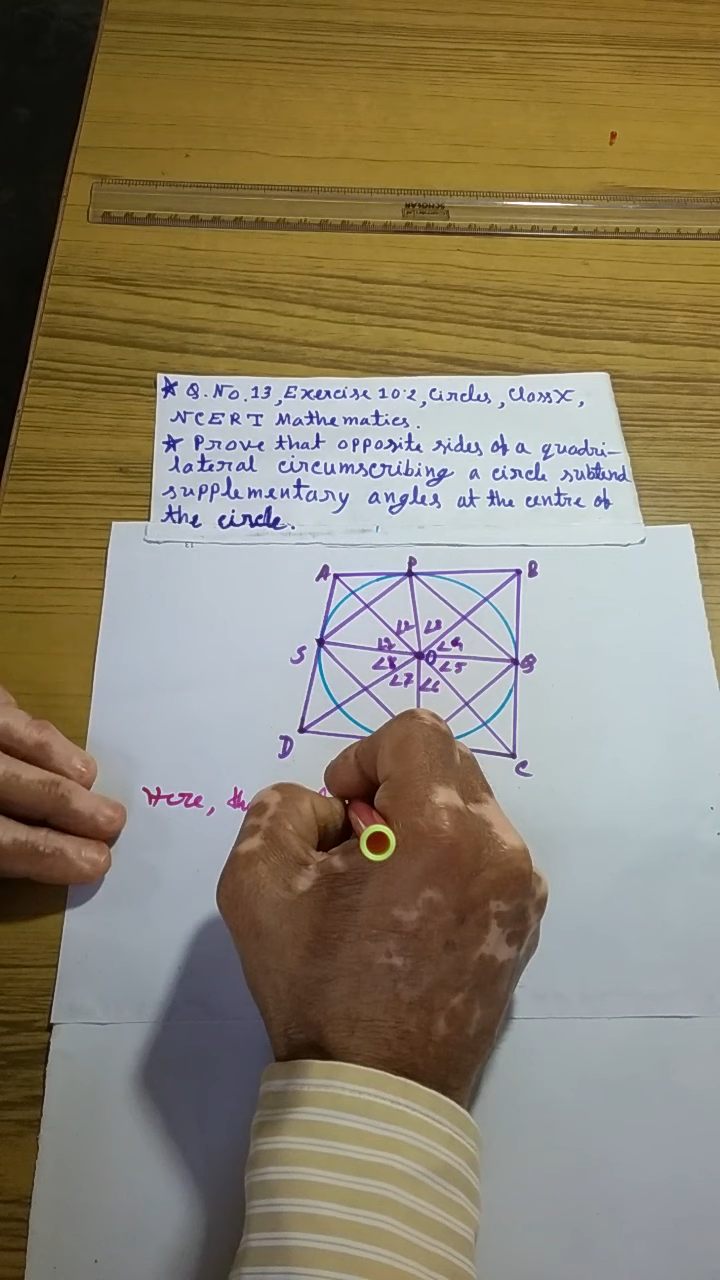 * Q. No. 13, Exercise 10.2, Circles, Class X,
NCERT Mathematics.
* Prove that opposite sides of a quadri-
lateral circumscribing a circle subtend
supplementary angles at the centre of
the circle.
A P B
S O Q
∠2 ∠3
∠4
∠8 ∠5
∠7 ∠6
D C
Here,
SCHOLAR